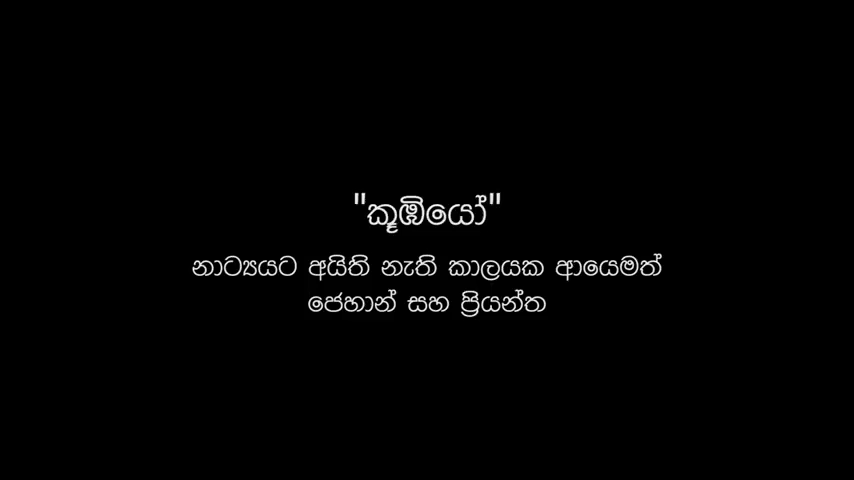 "කූඹියෝ"
නාට්‍යයට අයිති නැති කාලයක ආයෙමත්
ජෙහාන් සහ ප්‍රියන්ත